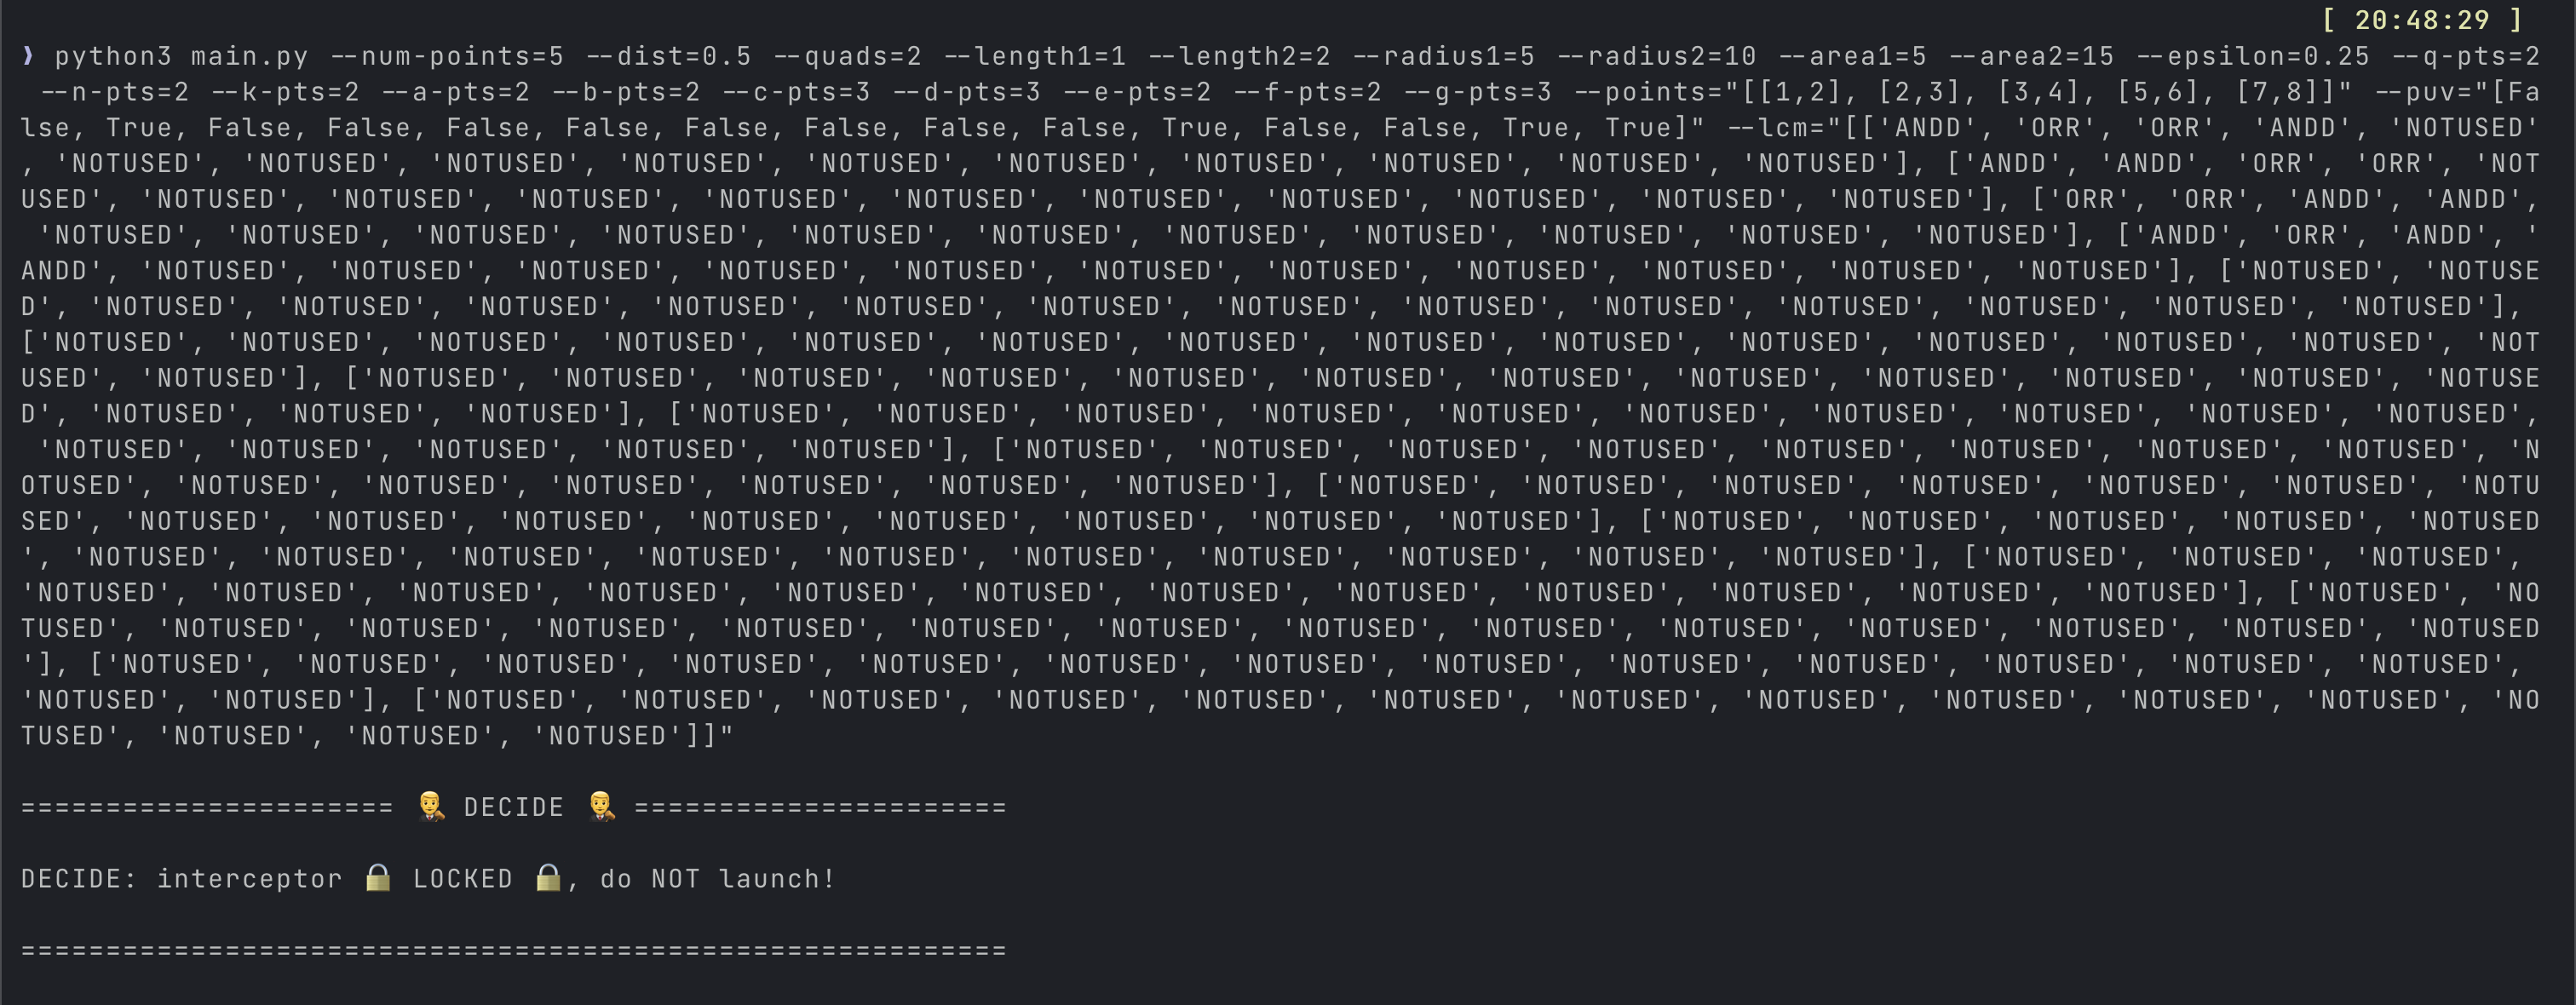 [ 20:48:29 ]
❯ python3 main.py --num-points=5 --dist=0.5 --quads=2 --length1=1 --length2=2 --radius1=5 --radius2=10 --area1=5 --area2=15 --epsilon=0.25 --q-pts=2
 --n-pts=2 --k-pts=2 --a-pts=2 --b-pts=2 --c-pts=3 --d-pts=3 --e-pts=2 --f-pts=2 --g-pts=3 --points="[[1,2], [2,3], [3,4], [5,6], [7,8]]" --puv="[Fa
lse, True, False, False, False, False, False, False, False, False, True, False, False, True, True]" --lcm="[['ANDD', 'ORR', 'ORR', 'ANDD', 'NOTUSED'
, 'NOTUSED', 'NOTUSED', 'NOTUSED', 'NOTUSED', 'NOTUSED', 'NOTUSED', 'NOTUSED', 'NOTUSED', 'NOTUSED'], ['ANDD', 'ANDD', 'ORR', 'ORR', 'NOT
USED', 'NOTUSED', 'NOTUSED', 'NOTUSED', 'NOTUSED', 'NOTUSED', 'NOTUSED', 'NOTUSED', 'NOTUSED', 'NOTUSED'], ['ORR', 'ORR', 'ANDD', 'ANDD',
 'NOTUSED', 'NOTUSED', 'NOTUSED', 'NOTUSED', 'NOTUSED', 'NOTUSED', 'NOTUSED', 'NOTUSED', 'NOTUSED', 'NOTUSED', 'NOTUSED'], ['ANDD', 'ORR', 'ANDD', '
ANDD', 'NOTUSED', 'NOTUSED', 'NOTUSED', 'NOTUSED', 'NOTUSED', 'NOTUSED', 'NOTUSED', 'NOTUSED', 'NOTUSED', 'NOTUSED', 'NOTUSED'], ['NOTUSED', 'NOTUSE
D', 'NOTUSED', 'NOTUSED', 'NOTUSED', 'NOTUSED', 'NOTUSED', 'NOTUSED', 'NOTUSED', 'NOTUSED', 'NOTUSED', 'NOTUSED', 'NOTUSED', 'NOTUSED'],
['NOTUSED', 'NOTUSED', 'NOTUSED', 'NOTUSED', 'NOTUSED', 'NOTUSED', 'NOTUSED', 'NOTUSED', 'NOTUSED', 'NOTUSED', 'NOTUSED', 'NOTUSED', 'NOTUSED', 'NOT
USED', 'NOTUSED'], ['NOTUSED', 'NOTUSED', 'NOTUSED', 'NOTUSED', 'NOTUSED', 'NOTUSED', 'NOTUSED', 'NOTUSED', 'NOTUSED', 'NOTUSED', 'NOTUSED', 'NOTUSE
D', 'NOTUSED', 'NOTUSED', 'NOTUSED'], ['NOTUSED', 'NOTUSED', 'NOTUSED', 'NOTUSED', 'NOTUSED', 'NOTUSED', 'NOTUSED', 'NOTUSED', 'NOTUSED', 'NOTUSED',
 'NOTUSED', 'NOTUSED', 'NOTUSED', 'NOTUSED', 'NOTUSED'], ['NOTUSED', 'NOTUSED', 'NOTUSED', 'NOTUSED', 'NOTUSED', 'NOTUSED', 'NOTUSED', 'NOTUSED', 'N
OTUSED', 'NOTUSED', 'NOTUSED', 'NOTUSED', 'NOTUSED', 'NOTUSED', 'NOTUSED'], ['NOTUSED', 'NOTUSED', 'NOTUSED', 'NOTUSED', 'NOTUSED', 'NOTUSED', 'NOTU
SED', 'NOTUSED', 'NOTUSED', 'NOTUSED', 'NOTUSED', 'NOTUSED', 'NOTUSED', 'NOTUSED', 'NOTUSED'], ['NOTUSED', 'NOTUSED', 'NOTUSED', 'NOTUSED', 'NOTUSED
', 'NOTUSED', 'NOTUSED', 'NOTUSED', 'NOTUSED', 'NOTUSED', 'NOTUSED', 'NOTUSED', 'NOTUSED', 'NOTUSED', 'NOTUSED'], ['NOTUSED', 'NOTUSED', 'NOTUSED',
'NOTUSED', 'NOTUSED', 'NOTUSED', 'NOTUSED', 'NOTUSED', 'NOTUSED', 'NOTUSED', 'NOTUSED', 'NOTUSED', 'NOTUSED', 'NOTUSED', 'NOTUSED'], ['NOTUSED', 'NO
TUSED', 'NOTUSED', 'NOTUSED', 'NOTUSED', 'NOTUSED', 'NOTUSED', 'NOTUSED', 'NOTUSED', 'NOTUSED', 'NOTUSED', 'NOTUSED', 'NOTUSED', 'NOTUSED', 'NOTUSED
'], ['NOTUSED', 'NOTUSED', 'NOTUSED', 'NOTUSED', 'NOTUSED', 'NOTUSED', 'NOTUSED', 'NOTUSED', 'NOTUSED', 'NOTUSED', 'NOTUSED', 'NOTUSED', 'NOTUSED',
'NOTUSED', 'NOTUSED'], ['NOTUSED', 'NOTUSED', 'NOTUSED', 'NOTUSED', 'NOTUSED', 'NOTUSED', 'NOTUSED', 'NOTUSED', 'NOTUSED', 'NOTUSED', 'NOTUSED', 'NO
TUSED', 'NOTUSED', 'NOTUSED', 'NOTUSED']]"
====================== 👨‍⚖️ DECIDE 👨‍⚖️ ======================
DECIDE: interceptor 🔒 LOCKED 🔒, do NOT launch!
==========================================================